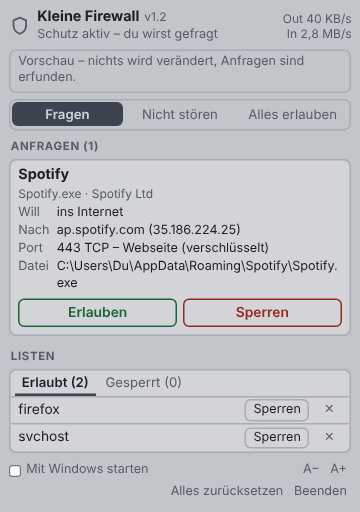 Kleine Firewall v1.2
Out 40 KB/s
Schutz aktiv – du wirst gefragt
In 2,8 MB/s
Vorschau – nichts wird verändert, Anfragen sind
erfunden.
Fragen
Nicht stören
Alles erlauben
ANFRAGEN (1)
Spotify
Spotify.exe · Spotify Ltd
Will ins Internet
Nach ap.spotify.com (35.186.224.25)
Port 443 TCP – Webseite (verschlüsselt)
Datei C:\Users\Du\AppData\Roaming\Spotify\Spotify.
exe
Erlauben
Sperren
LISTEN
Erlaubt (2)
Gesperrt (0)
firefox
Sperren ×
svchost
Sperren ×
Mit Windows starten
A− A+
Alles zurücksetzen
Beenden